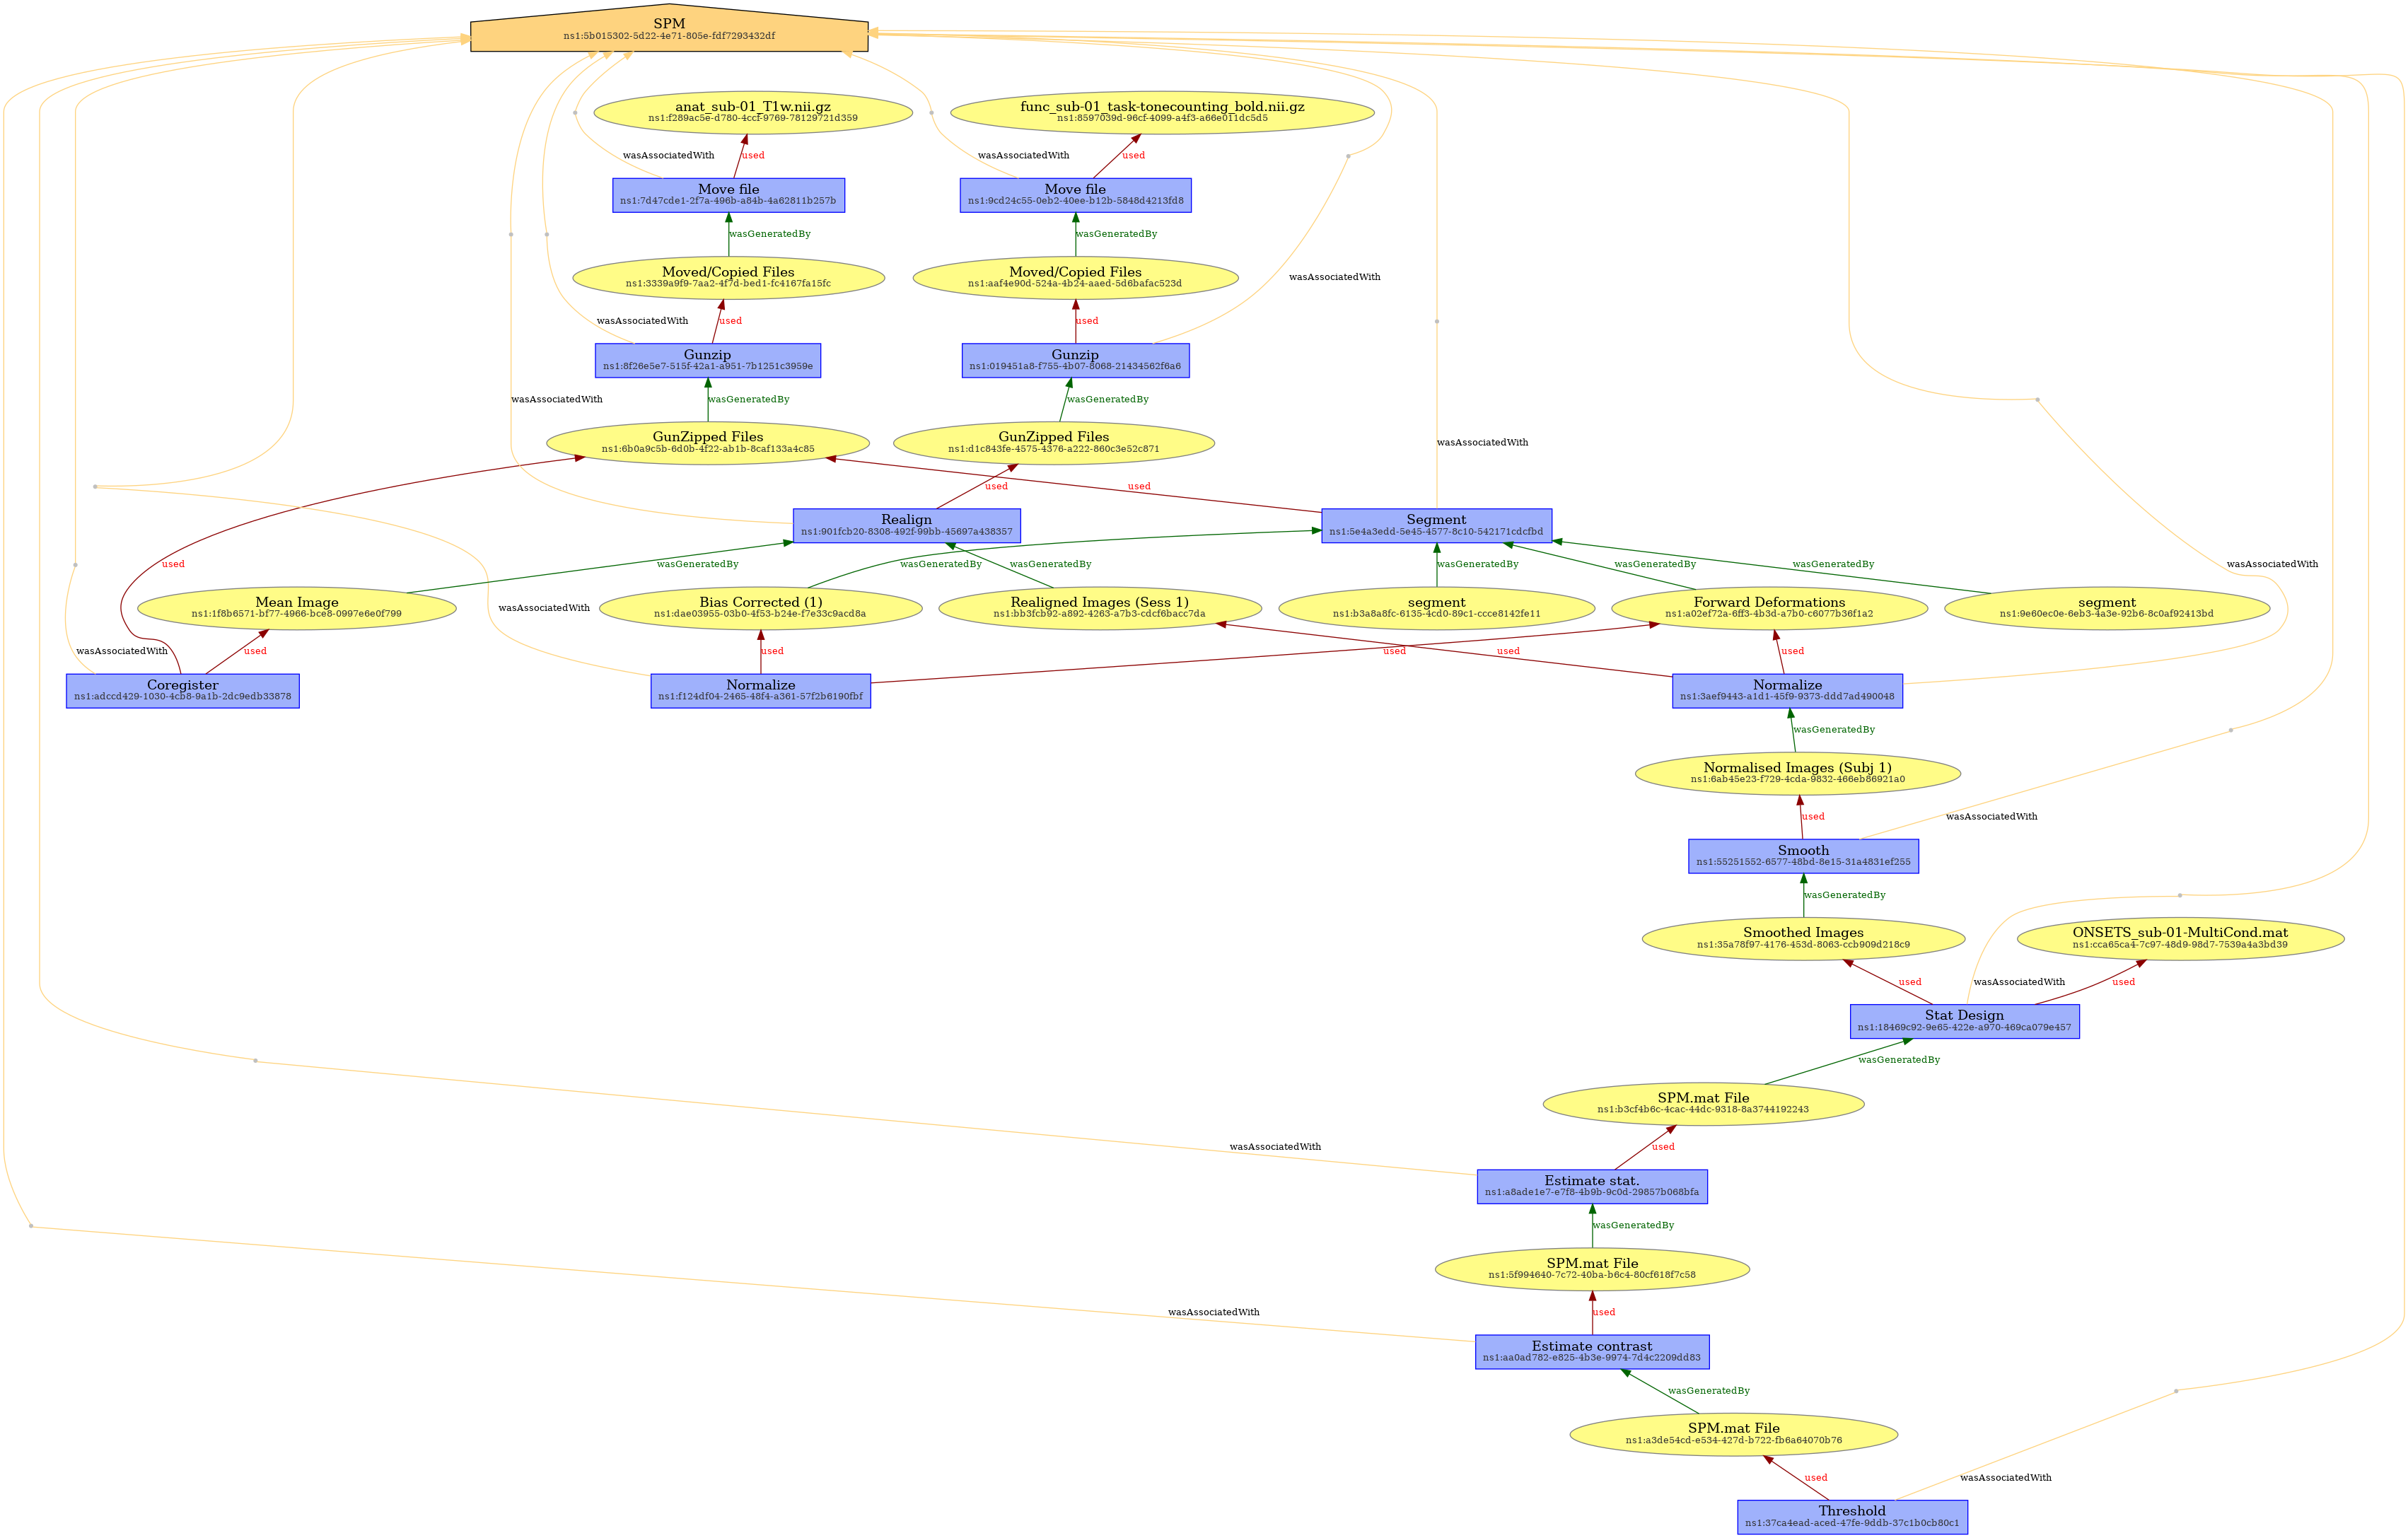 SPM
ns1:5b015302-5d22-4e71-805e-fdf7293432df
anat_sub-01_T1w.nii.gz
ns1:f289ac5e-d780-4ccf-9769-78129721d359
func_sub-01_task-tonecounting_bold.nii.gz
ns1:8597039d-96cf-4099-a4f3-a66e011dc5d5
wasAssociatedWith
used
wasAssociatedWith
used
Move file
ns1:7d47cde1-2f7a-496b-a84b-4a62811b257b
Move file
ns1:9cd24c55-0eb2-40ee-b12b-5848d4213fd8
wasGeneratedBy
wasGeneratedBy
Moved/Copied Files
ns1:3339a9f9-7aa2-4f7d-bed1-fc4167fa15fc
Moved/Copied Files
ns1:aaf4e90d-524a-4b24-aaed-5d6bafac523d
wasAssociatedWith
wasAssociatedWith
used
used
Gunzip
ns1:8f26e5e7-515f-42a1-a951-7b1251c3959e
Gunzip
ns1:019451a8-f755-4b07-8068-21434562f6a6
wasAssociatedWith
wasGeneratedBy
wasGeneratedBy
GunZipped Files
ns1:6b0a9c5b-6d0b-4f22-ab1b-8caf133a4c85
GunZipped Files
ns1:d1c843fe-4575-4376-a222-860c3e52c871
wasAssociatedWith
used
used
Realign
ns1:901fcb20-8308-492f-99bb-45697a438357
Segment
ns1:5e4a3edd-5e45-4577-8c10-542171cdcfbd
used
wasGeneratedBy
wasGeneratedBy
wasGeneratedBy
wasGeneratedBy
wasGeneratedBy
wasGeneratedBy
wasAssociatedWith
Mean Image
ns1:1f8b6571-bf77-4966-bce8-0997e6e0f799
wasAssociatedWith
Bias Corrected (1)
ns1:dae03955-03b0-4f53-b24e-f7e33c9acd8a
Realigned Images (Sess 1)
ns1:bb3fcb92-a892-4263-a7b3-cdcf6bacc7da
segment
ns1:b3a8a8fc-6135-4cd0-89c1-ccce8142fe11
Forward Deformations
ns1:a02ef72a-6ff3-4b3d-a7b0-c6077b36f1a2
segment
ns1:9e60ec0e-6eb3-4a3e-92b6-8c0af92413bd
wasAssociatedWith
used
used
used
used
used
Coregister
ns1:adccd429-1030-4cb8-9a1b-2dc9edb33878
Normalize
ns1:f124df04-2465-48f4-a361-57f2b6190fbf
Normalize
ns1:3aef9443-a1d1-45f9-9373-ddd7ad490048
wasGeneratedBy
Normalised Images (Subj 1)
ns1:6ab45e23-f729-4cda-9832-466eb86921a0
used
wasAssociatedWith
Smooth
ns1:55251552-6577-48bd-8e15-31a4831ef255
wasGeneratedBy
Smoothed Images
ns1:35a78f97-4176-453d-8063-ccb909d218c9
ONSETS_sub-01-MultiCond.mat
ns1:cca65ca4-7c97-48d9-98d7-7539a4a3bd39
used
wasAssociatedWith
used
Stat Design
ns1:18469c92-9e65-422e-a970-469ca079e457
wasGeneratedBy
SPM.mat File
ns1:b3cf4b6c-4cac-44dc-9318-8a3744192243
wasAssociatedWith
used
Estimate stat.
ns1:a8ade1e7-e7f8-4b9b-9c0d-29857b068bfa
wasGeneratedBy
SPM.mat File
ns1:5f994640-7c72-40ba-b6c4-80cf618f7c58
wasAssociatedWith
used
Estimate contrast
ns1:aa0ad782-e825-4b3e-9974-7d4c2209dd83
wasGeneratedBy
SPM.mat File
ns1:a3de54cd-e534-427d-b722-fb6a64070b76
used
wasAssociatedWith
Threshold
ns1:37ca4ead-aced-47fe-9ddb-37c1b0cb80c1